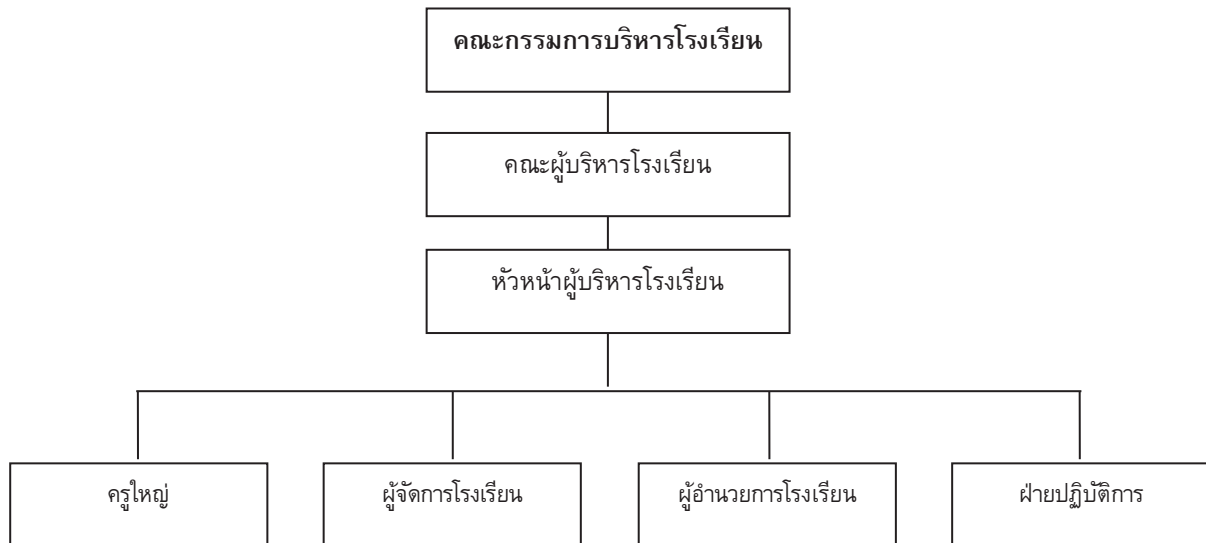 คณะกรรมการบริหารโรงเรียน
คณะผู้บริหารโรงเรียน
หัวหน้าผู้บริหารโรงเรียน
ครูใหญ่
ผู้จัดการโรงเรียน
ผู้อำนวยการโรงเรียน
ฝ่ายปฏิบัติการ